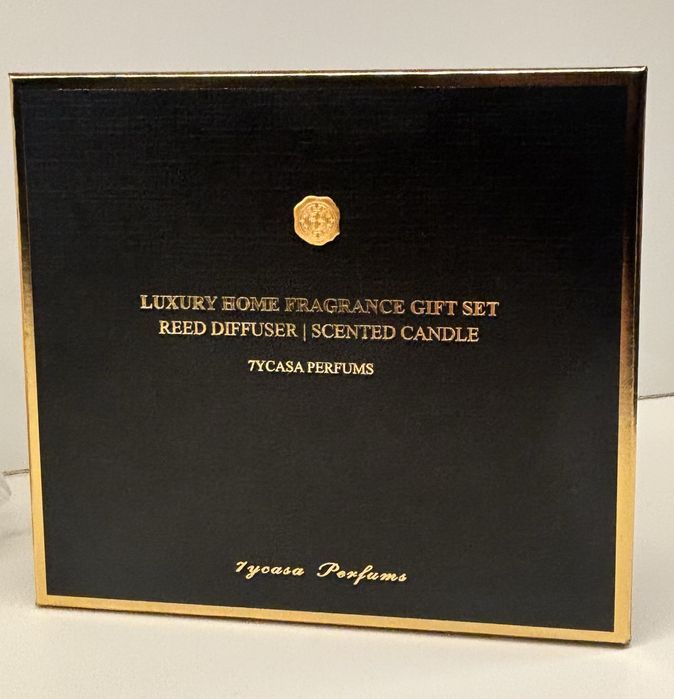 LUXURY HOME FRAGRANCE GIFT SET
REED DIFFUSER | SCENTED CANDLE
7YCASA PERFUMS
7ycasa Perfums